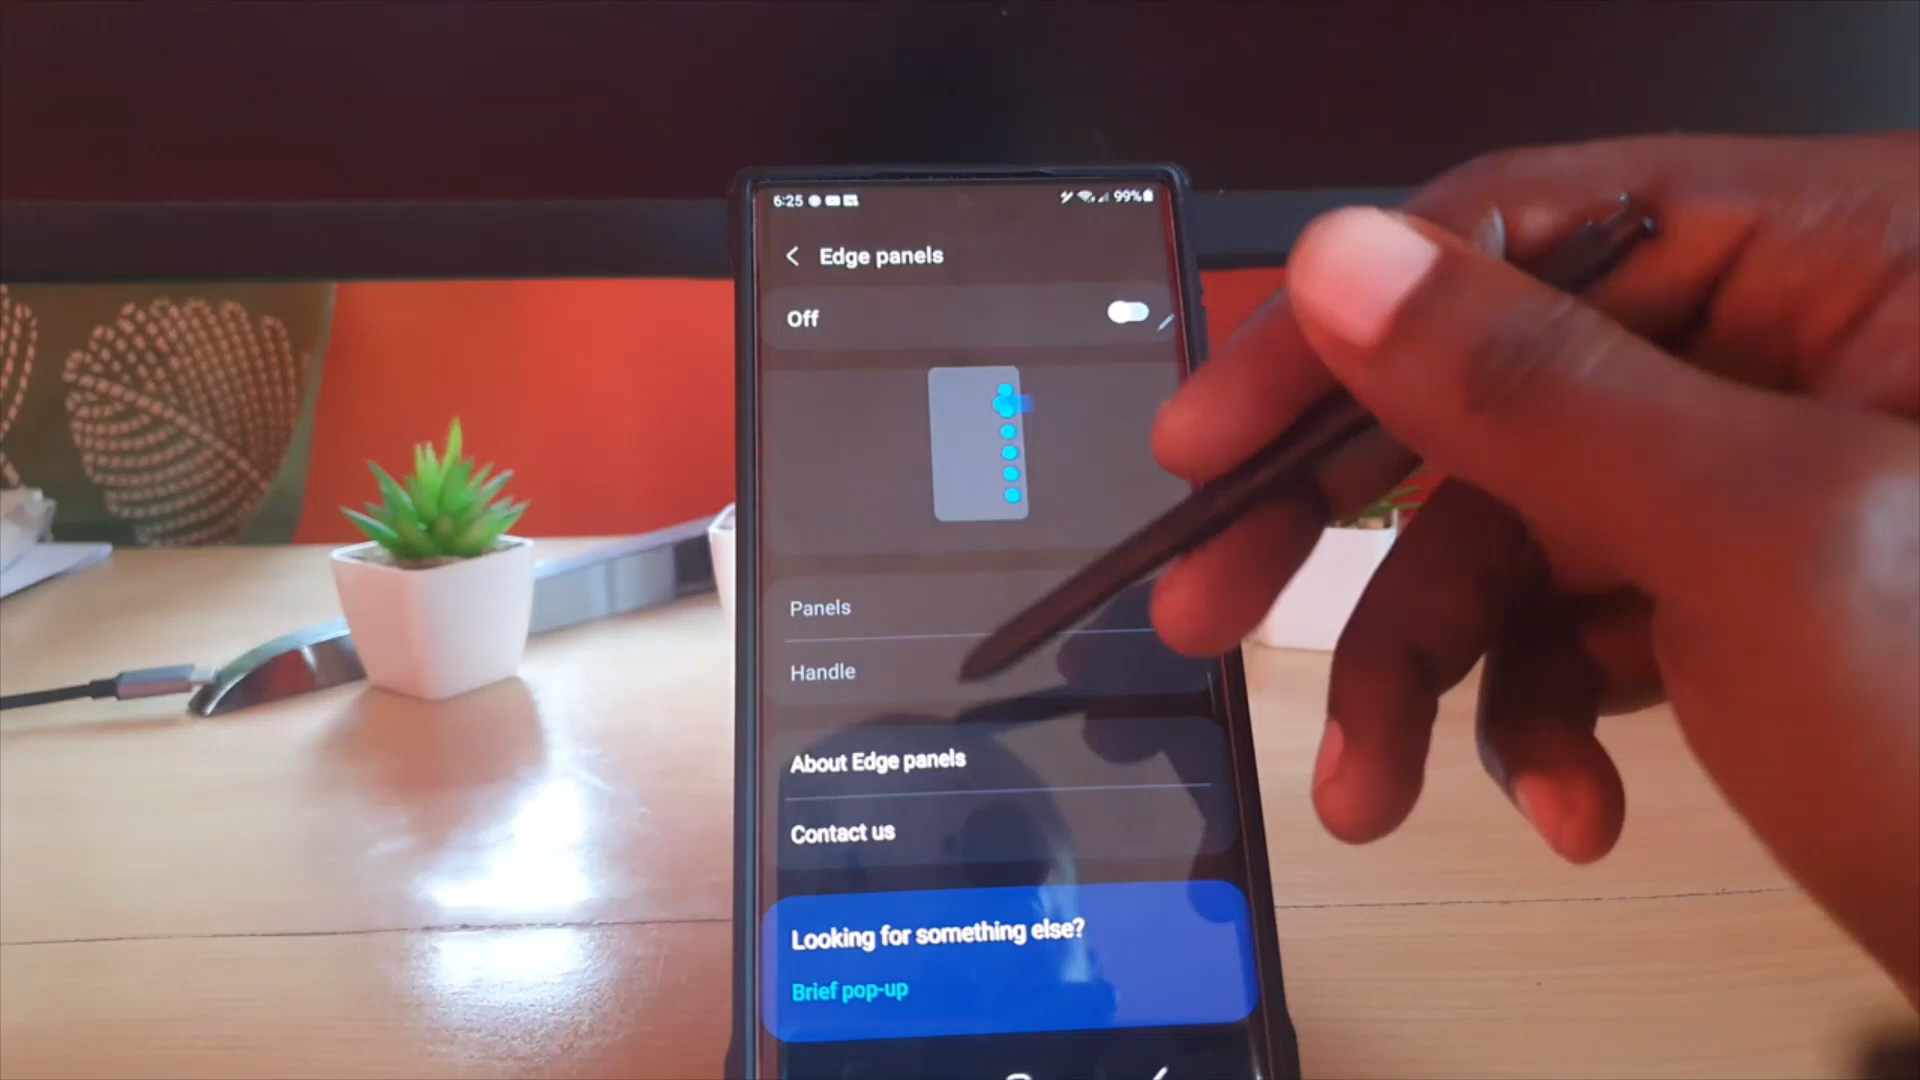 6:25
99%
Edge panels
Off
Panels
Handle
About Edge panels
Contact us
Looking for something else?
Brief pop-up